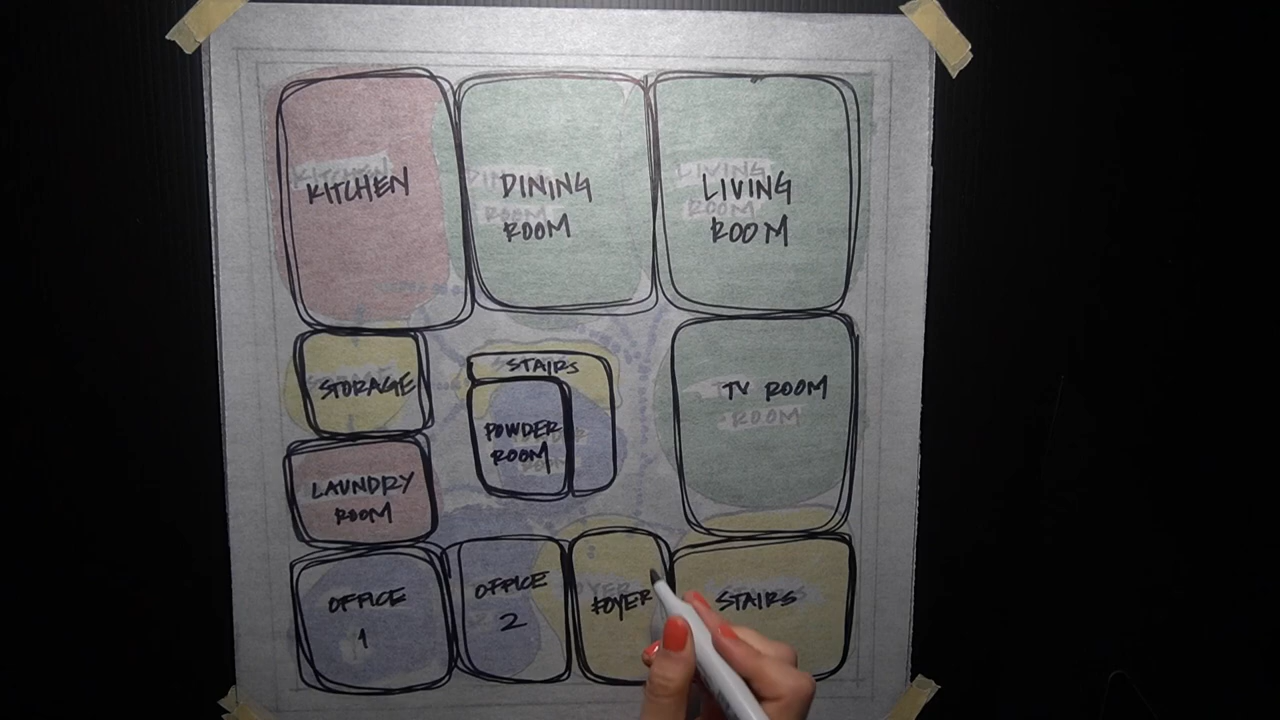 KITCHEN
DINING
ROOM
LIVING
ROOM
STORAGE
STAIRS
POWDER
ROOM
TV ROOM
ROOM
LAUNDRY
ROOM
OFFICE
1
OFFICE
2
FOYER
STAIRS